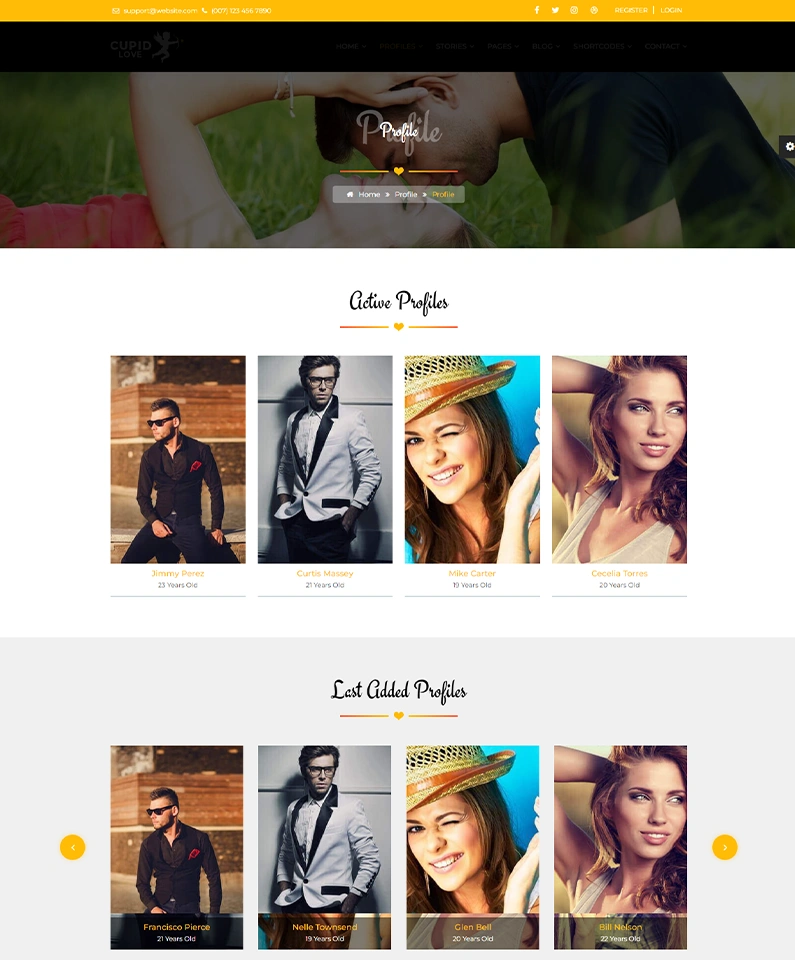 support@website.com (007) 123 456 7890 REGISTER | LOGIN
CUPID
LOVE
HOME PROFILES STORIES PAGES BLOG SHORTCODES CONTACT
Profile
Profile
Home » Profile » Profile
Active Profiles
Jimmy Perez Curtis Massey Mike Carter Cecelia Torres
23 Years Old 21 Years Old 19 Years Old 20 Years Old
Last Added Profiles
Francisco Pierce Nelle Townsend Glen Bell Bill Nelson
21 Years Old 19 Years Old 20 Years Old 22 Years Old